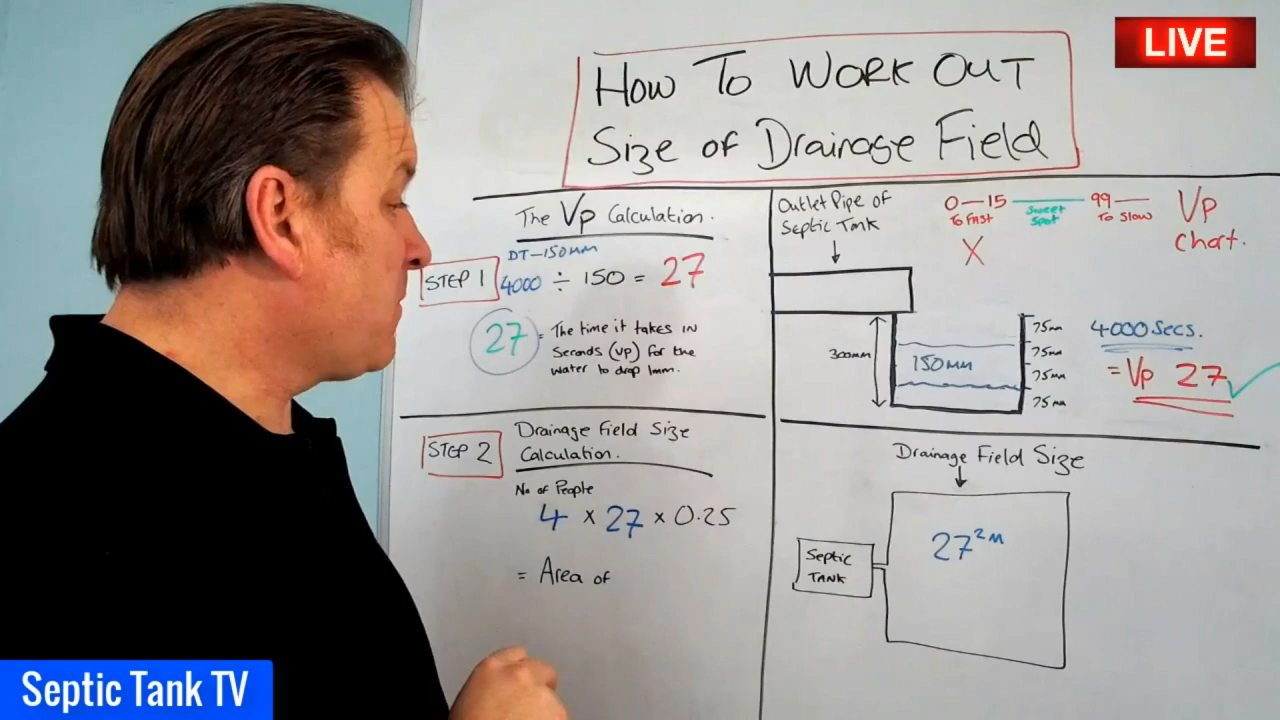 LIVE
How To WORK OUT
Size of Drainage Field
The Vp Calculation.
DT-150mm
STEP 1
4000 ÷ 150 = 27
27 = The time it takes in
Seconds (vp) for the
water to drop 1mm.
Outlet Pipe of
Septic Tank
0—15
To Fast
X
Sweet
Spot
99—
To Slow
Vp
chart.
300mm
150mm
75mm
75mm
75mm
75mm
4000 Secs.
= Vp 27 ✓
STEP 2
Drainage Field Size
Calculation.
No of People
4 × 27 × 0.25
= Area of
Drainage Field Size
Septic
TANK
27²ᴹ
Septic Tank TV